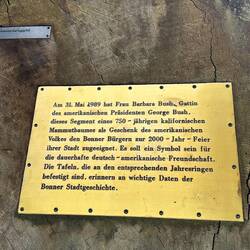 Am 31. Mai 1989 hat Frau Barbara Bush, Gattin
des amerikanischen Präsidenten George Bush,
dieses Segment eines 750 - jährigen kalifornischen
Mammutbaumes als Geschenk des amerikanischen
Volkes den Bonner Bürgern zur 2000 - Jahr - Feier
ihrer Stadt zugeeignet. Es soll ein Symbol sein für
die dauerhafte deutsch - amerikanische Freundschaft.
Die Tafeln, die an den entsprechenden Jahresringen
befestigt sind, erinnern an wichtige Daten der
Bonner Stadtgeschichte.